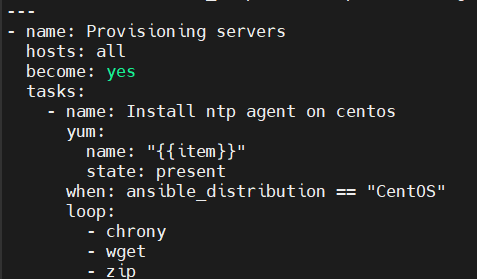 ---
- name: Provisioning servers
  hosts: all
  become: yes
  tasks:
    - name: Install ntp agent on centos
      yum:
        name: "{{item}}"
        state: present
      when: ansible_distribution == "CentOS"
      loop:
        - chrony
        - wget
        - zip